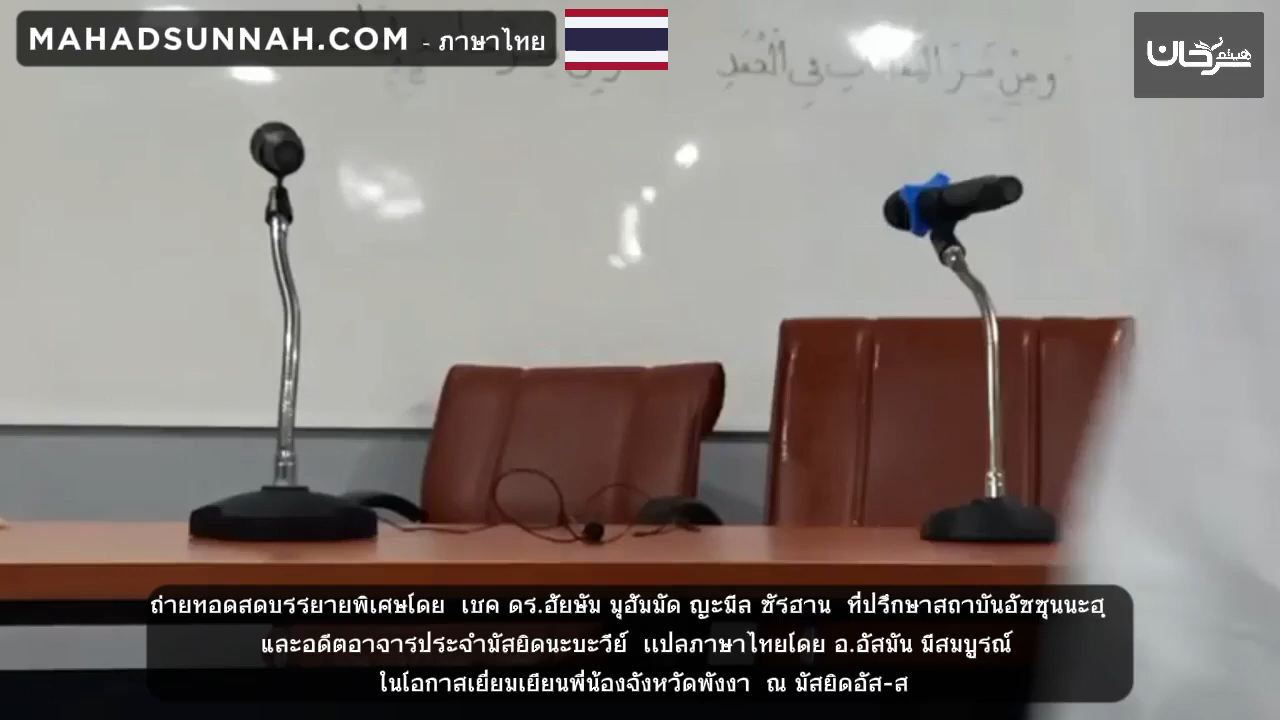 MAHADSUNNAH.COM - ภาษาไทย
هيثم سرحان
ถ่ายทอดสดบรรยายพิเศษโดย เชค ดร.ฮัยษัม มุฮัมมัด ญะมีล ซัรฮาน ที่ปรึกษาสถาบันอัซซุนนะฮฺ
และอดีตอาจารประจำมัสยิดนะบะวีย์ แปลภาษาไทยโดย อ.อัสมัน มีสมบูรณ์
ในโอกาสเยี่ยมเยียนพี่น้องจังหวัดพังงา ณ มัสยิดอัส-ส